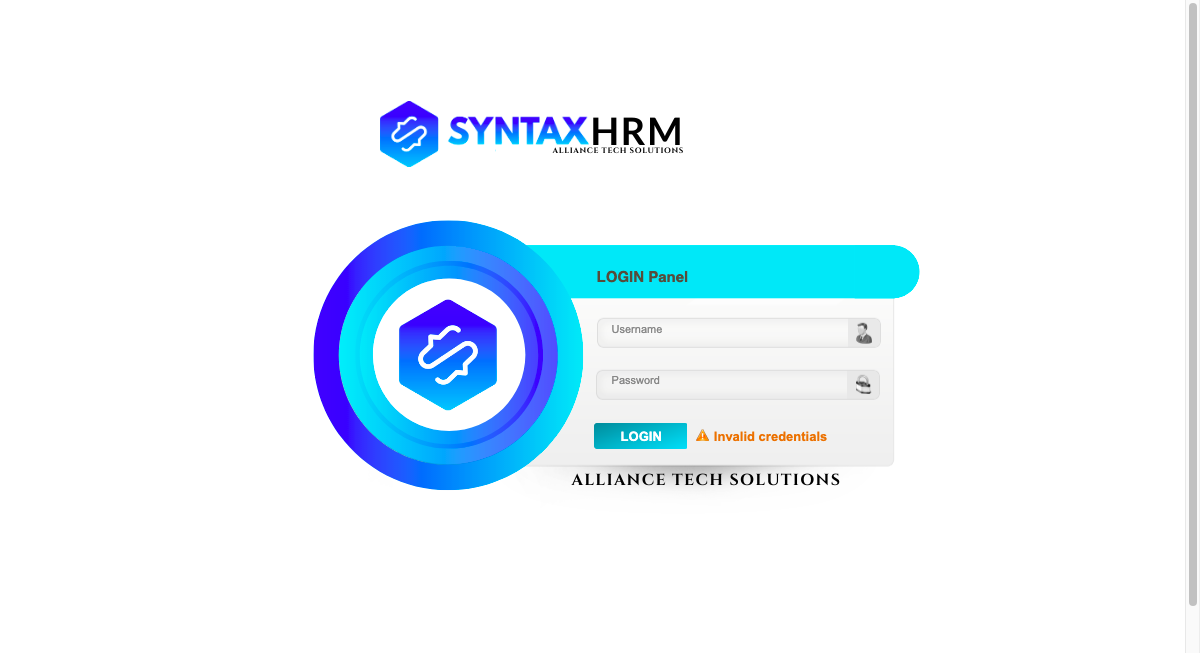 SYNTAXHRM
ALLIANCE TECH SOLUTIONS
LOGIN Panel
Username
Password
LOGIN
Invalid credentials
ALLIANCE TECH SOLUTIONS